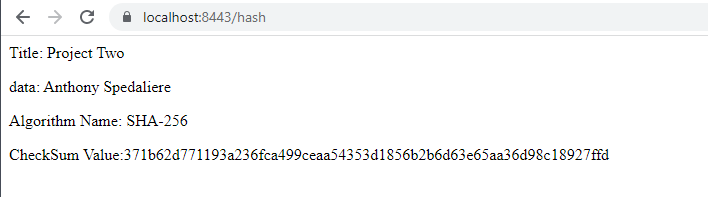 localhost:8443/hash
Title: Project Two
data: Anthony Spedaliere
Algorithm Name: SHA-256
CheckSum Value:371b62d771193a236fca499ceaa54353d1856b2b6d63e65aa36d98c18927ffd